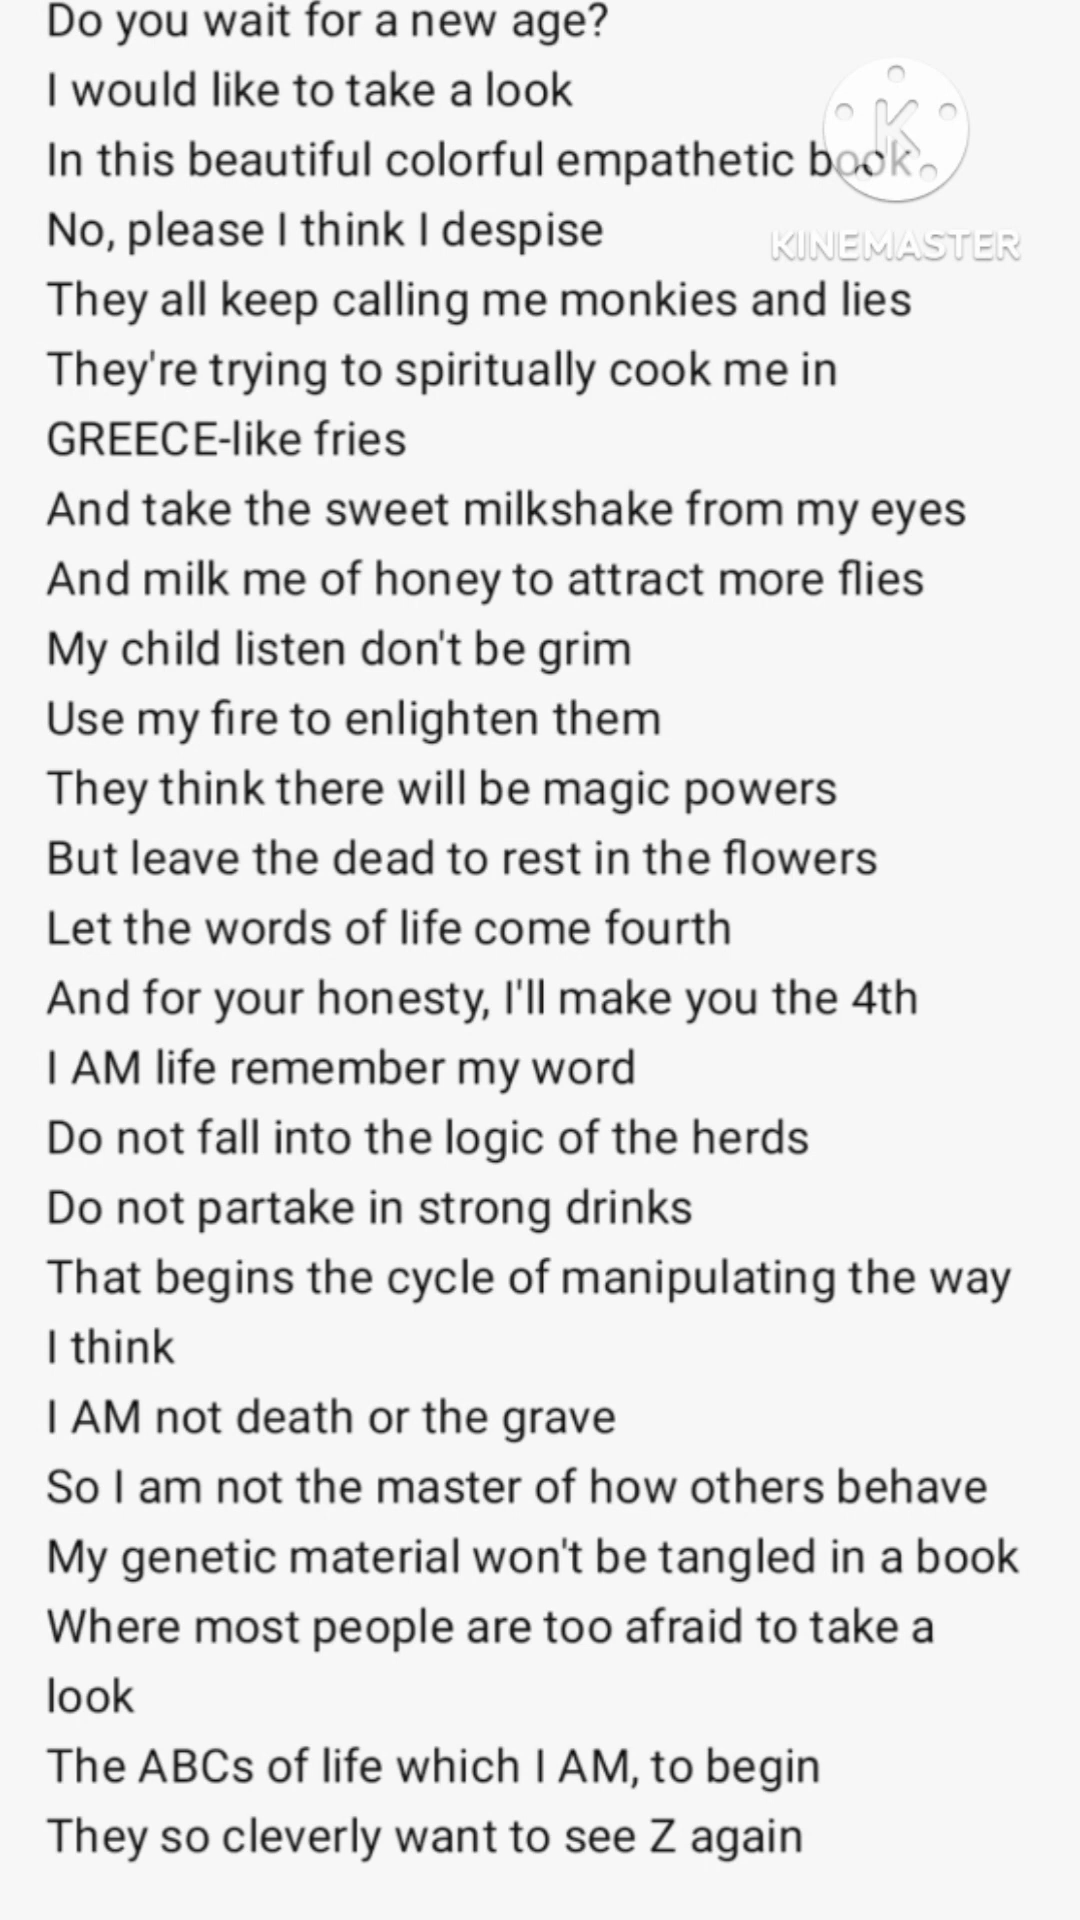 Do you wait for a new age?
I would like to take a look
In this beautiful colorful empathetic book
No, please I think I despise
They all keep calling me monkies and lies
They're trying to spiritually cook me in
GREECE-like fries
And take the sweet milkshake from my eyes
And milk me of honey to attract more flies
My child listen don't be grim
Use my fire to enlighten them
They think there will be magic powers
But leave the dead to rest in the flowers
Let the words of life come fourth
And for your honesty, I'll make you the 4th
I AM life remember my word
Do not fall into the logic of the herds
Do not partake in strong drinks
That begins the cycle of manipulating the way
I think
I AM not death or the grave
So I am not the master of how others behave
My genetic material won't be tangled in a book
Where most people are too afraid to take a
look
The ABCs of life which I AM, to begin
They so cleverly want to see Z again
K
KINEMASTER